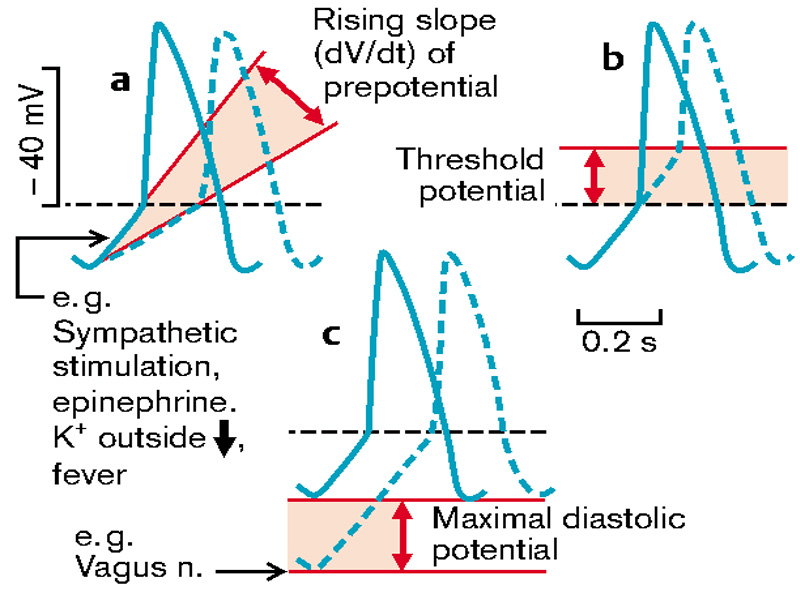 a
Rising slope
(dV/dt) of
prepotential
– 40 mV
b
Threshold
potential
e.g.
Sympathetic
stimulation,
epinephrine.
K+ outside ⬇,
fever
0.2 s
c
Maximal diastolic
potential
e.g.
Vagus n.